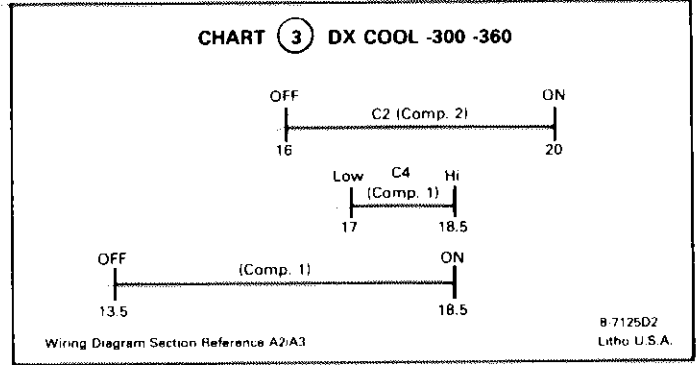 CHART 3 DX COOL -300 -360
OFF ON
C2 (Comp. 2)
16 20
Low C4 Hi
(Comp. 1)
17 18.5
OFF ON
(Comp. 1)
13.5 18.5
8-7125D2
Wiring Diagram Section Reference A2/A3 Litho U.S.A.